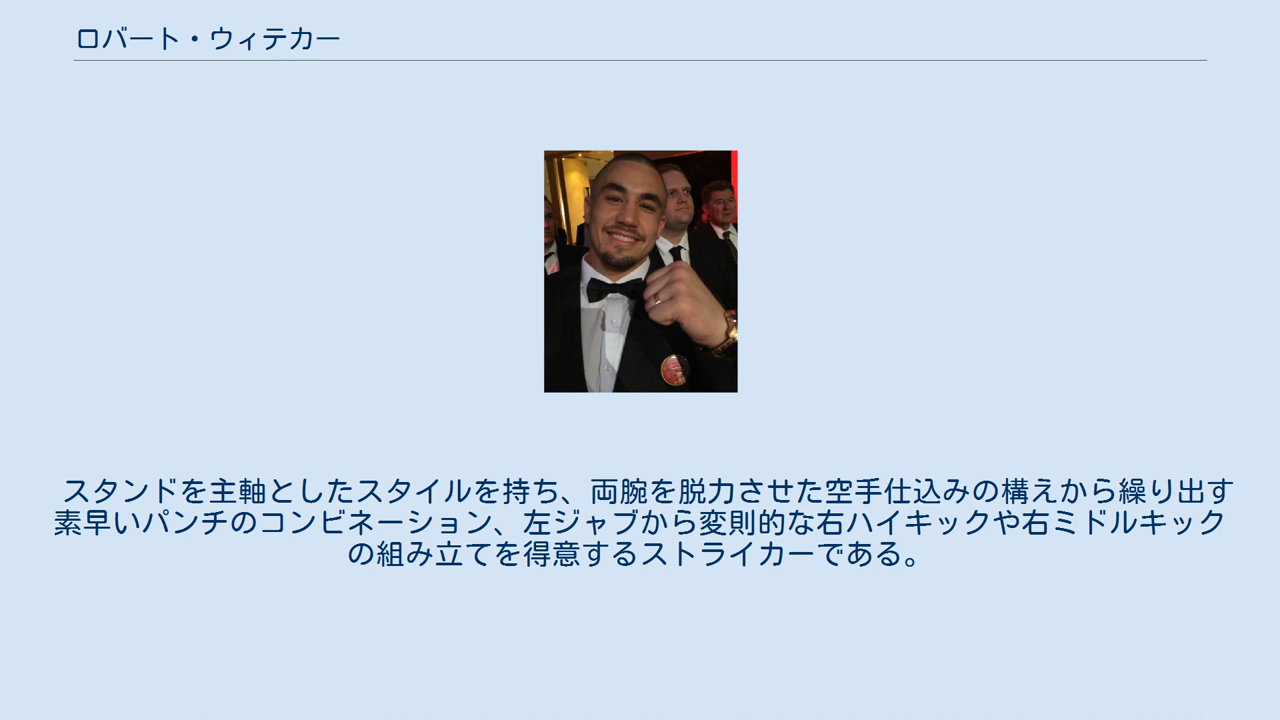 ロバート・ウィテカー
スタンドを主軸としたスタイルを持ち、両腕を脱力させた空手仕込みの構えから繰り出す
素早いパンチのコンビネーション、左ジャブから変則的な右ハイキックや右ミドルキック
の組み立てを得意するストライカーである。